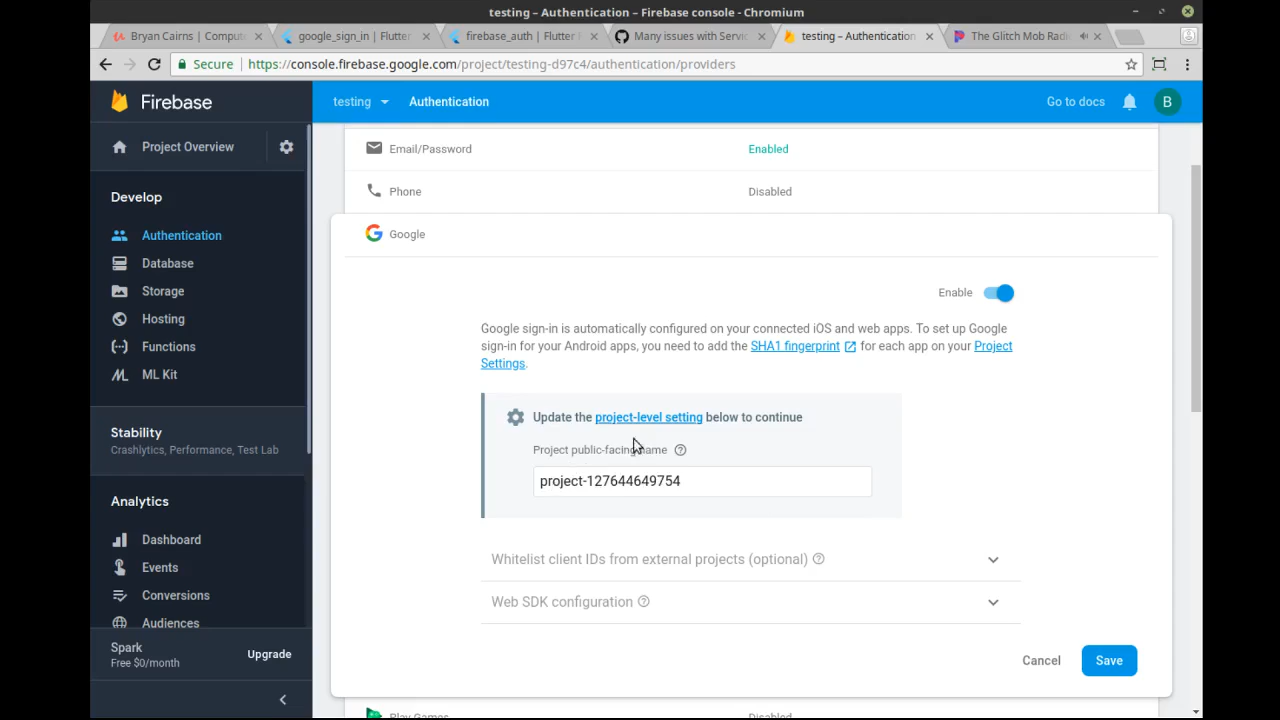 testing – Authentication – Firebase console - Chromium
Bryan Cairns | Comput
google_sign_in | Flutter
firebase_auth | Flutter
Many issues with Servic
testing – Authentication
The Glitch Mob Radi
Secure
https://console.firebase.google.com/project/testing-d97c4/authentication/providers
Firebase
testing
Authentication
Go to docs
B
Project Overview
Develop
Authentication
Database
Storage
Hosting
Functions
ML Kit
Stability
Crashlytics, Performance, Test Lab
Analytics
Dashboard
Events
Conversions
Audiences
Spark
Free $0/month
Upgrade
Email/Password
Enabled
Phone
Disabled
Google
Enable
Google sign-in is automatically configured on your connected iOS and web apps. To set up Google
sign-in for your Android apps, you need to add the SHA1 fingerprint for each app on your Project
Settings.
Update the project-level setting below to continue
Project public-facing name
project-127644649754
Whitelist client IDs from external projects (optional)
Web SDK configuration
Cancel
Save
Play Games
Disabled